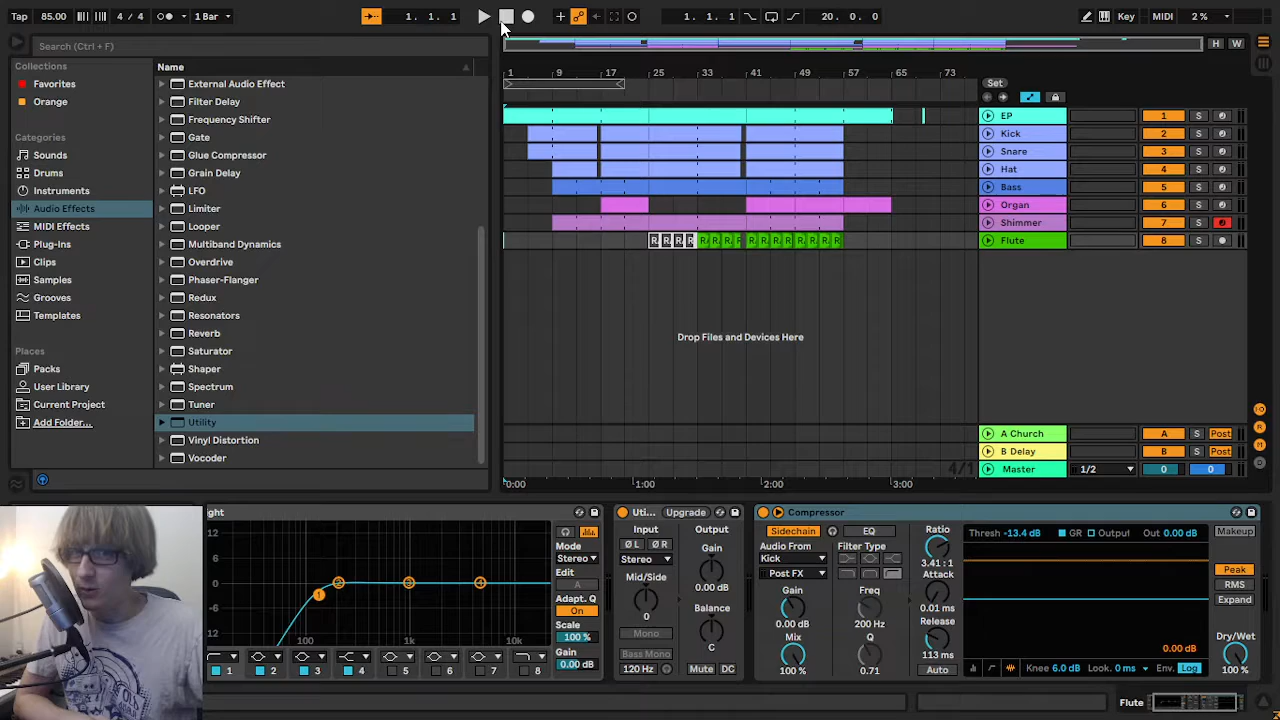 Tap 85.00 4 / 4 1 Bar 1. 1. 1 1. 1. 1 20. 0. 0 Key MIDI 2 %
Search (Ctrl + F)
H W
Collections
Favorites
Orange
Categories
Sounds
Drums
Instruments
Audio Effects
MIDI Effects
Plug-Ins
Clips
Samples
Grooves
Templates
Places
Packs
User Library
Current Project
Add Folder...
Name
External Audio Effect
Filter Delay
Frequency Shifter
Gate
Glue Compressor
Grain Delay
LFO
Limiter
Looper
Multiband Dynamics
Overdrive
Phaser-Flanger
Redux
Resonators
Reverb
Saturator
Shaper
Spectrum
Tuner
Utility
Vinyl Distortion
Vocoder
1 9 17 25 33 41 49 57 65 73
Set
EP 1 S
Kick 2 S
Snare 3 S
Hat 4 S
Bass 5 S
Organ 6 S
Shimmer 7 S
Flute 8 S
Drop Files and Devices Here
A Church A S Post
B Delay B S Post
4/1 Master 1/2 0 0
0:00 1:00 2:00 3:00
ight
12
6
0
-6
12
100 1k 10k
1 2 3 4
1 2 3 4 5 6 7 8
Mode
Stereo
Edit
A
Adapt. Q
On
Scale
100 %
Gain
0.00 dB
Uti... Upgrade
Input Output
Ø L Ø R Gain
Stereo
Mid/Side 0.00 dB
0 Balance
Mono C
Bass Mono
120 Hz Mute DC
Compressor
Sidechain EQ
Audio From Filter Type
Kick
Post FX
Gain Freq
0.00 dB 200 Hz
Mix Q
100 % 0.71
Ratio
3.41 : 1
Attack
0.01 ms
Release
113 ms
Auto
Thresh -13.4 dB GR Output Out 0.00 dB
0.00 dB
Knee 6.0 dB Look. 0 ms Env. Log
Makeup
Peak
RMS
Expand
Dry/Wet
100 %
Flute